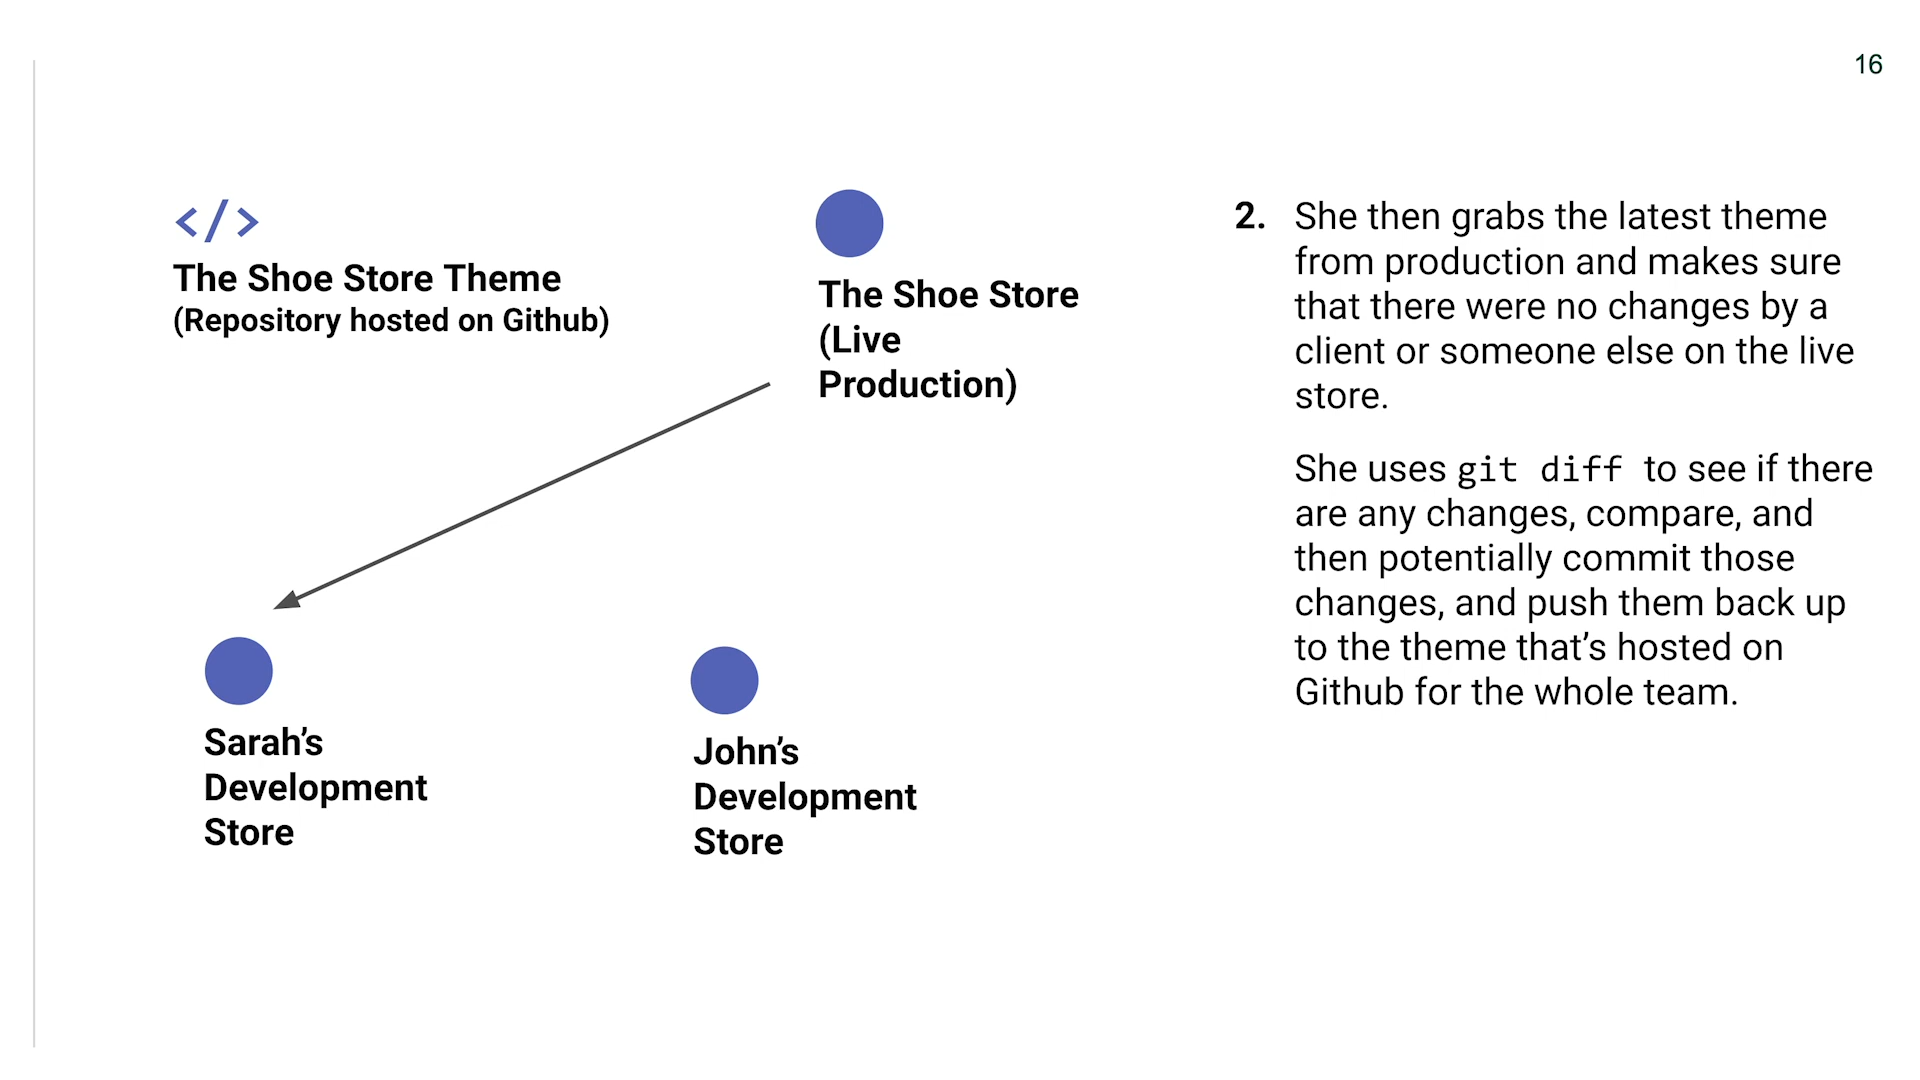 16
</>
The Shoe Store Theme
(Repository hosted on Github)
The Shoe Store
(Live
Production)
Sarah’s
Development
Store
John’s
Development
Store
2. She then grabs the latest theme
from production and makes sure
that there were no changes by a
client or someone else on the live
store.
She uses git diff to see if there
are any changes, compare, and
then potentially commit those
changes, and push them back up
to the theme that’s hosted on
Github for the whole team.